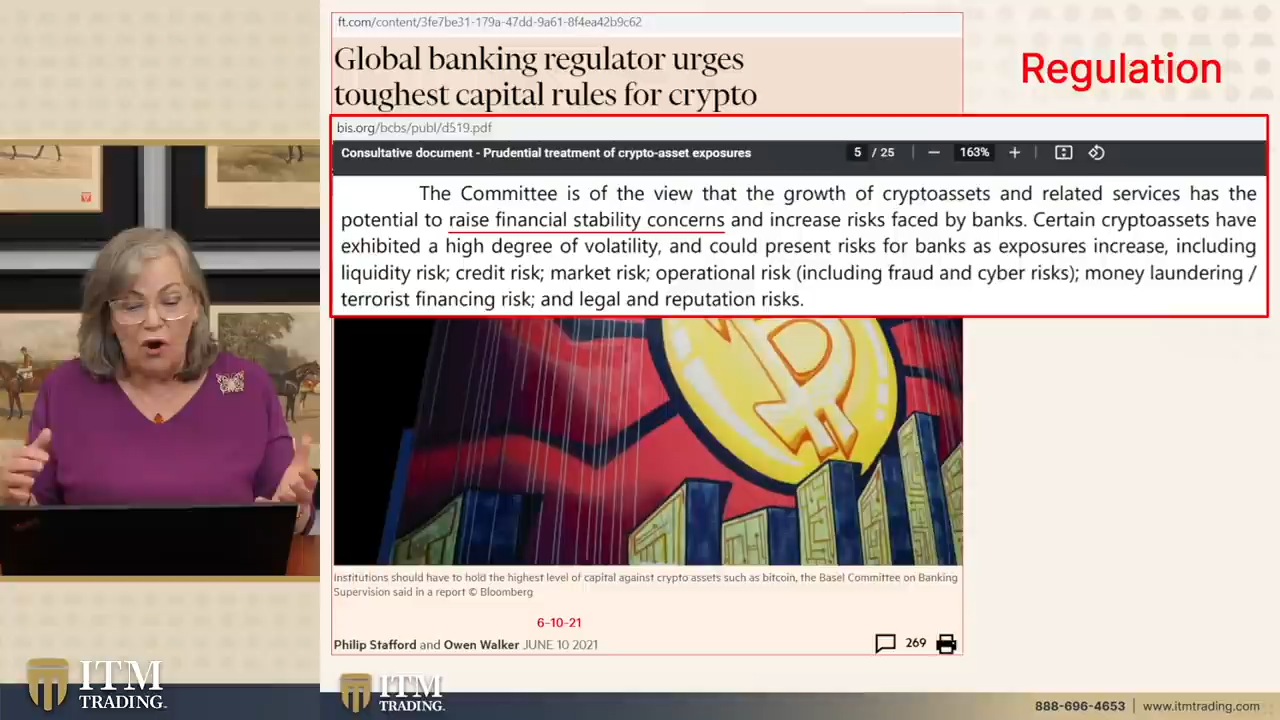 ft.com/content/3fe7be31-179a-47dd-9a61-8f4ea42b9c62
Global banking regulator urges
toughest capital rules for crypto
Regulation
bis.org/bcbs/publ/d519.pdf
Consultative document - Prudential treatment of crypto-asset exposures 5 / 25 163%
The Committee is of the view that the growth of cryptoassets and related services has the
potential to raise financial stability concerns and increase risks faced by banks. Certain cryptoassets have
exhibited a high degree of volatility, and could present risks for banks as exposures increase, including
liquidity risk; credit risk; market risk; operational risk (including fraud and cyber risks); money laundering /
terrorist financing risk; and legal and reputation risks.
Institutions should have to hold the highest level of capital against crypto assets such as bitcoin, the Basel Committee on Banking
Supervision said in a report © Bloomberg
6-10-21
Philip Stafford and Owen Walker JUNE 10 2021
269
ITM
TRADING.
ITM
TRADING.
888-696-4653 | www.itmtrading.com